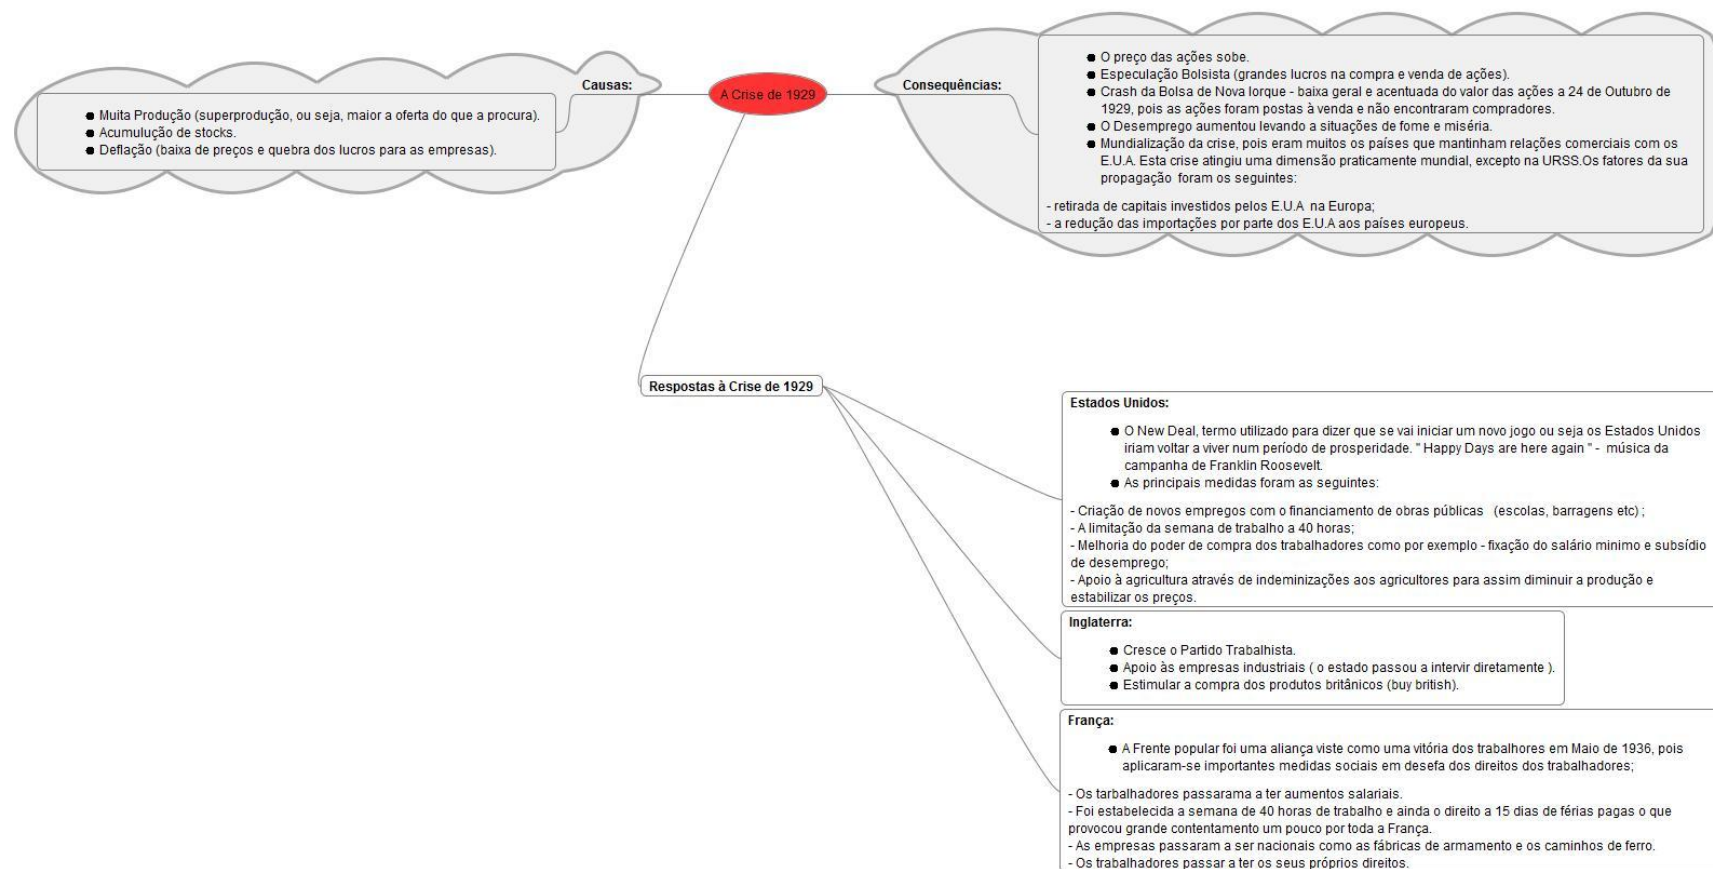 A Crise de 1929
Causas:
● Muita Produção (superprodução, ou seja, maior a oferta do que a procura).
● Acumulução de stocks.
● Deflação (baixa de preços e quebra dos lucros para as empresas).
Consequências:
● O preço das ações sobe.
● Especulação Bolsista (grandes lucros na compra e venda de ações).
● Crash da Bolsa de Nova Iorque - baixa geral e acentuada do valor das ações a 24 de Outubro de
1929, pois as ações foram postas à venda e não encontraram compradores.
● O Desemprego aumentou levando a situações de fome e miséria.
● Mundialização da crise, pois eram muitos os países que mantinham relações comerciais com os
E.U.A. Esta crise atingiu uma dimensão praticamente mundial, excepto na URSS.Os fatores da sua
propagação foram os seguintes:
- retirada de capitais investidos pelos E.U.A na Europa;
- a redução das importações por parte dos E.U.A aos países europeus.
Respostas à Crise de 1929
Estados Unidos:
● O New Deal, termo utilizado para dizer que se vai iniciar um novo jogo ou seja os Estados Unidos
iriam voltar a viver num período de prosperidade. " Happy Days are here again " - música da
campanha de Franklin Roosevelt.
● As principais medidas foram as seguintes:
- Criação de novos empregos com o financiamento de obras públicas (escolas, barragens etc) ;
- A limitação da semana de trabalho a 40 horas;
- Melhoria do poder de compra dos trabalhadores como por exemplo - fixação do salário minimo e subsídio
de desemprego;
- Apoio à agricultura através de indeminizações aos agricultores para assim diminuir a produção e
estabilizar os preços.
Inglaterra:
● Cresce o Partido Trabalhista.
● Apoio às empresas industriais ( o estado passou a intervir diretamente ).
● Estimular a compra dos produtos britânicos (buy british).
França:
● A Frente popular foi uma aliança viste como uma vitória dos trabalhores em Maio de 1936, pois
aplicaram-se importantes medidas sociais em desefa dos direitos dos trabalhadores;
- Os tarbalhadores passarama a ter aumentos salariais.
- Foi estabelecida a semana de 40 horas de trabalho e ainda o direito a 15 dias de férias pagas o que
provocou grande contentamento um pouco por toda a França.
- As empresas passaram a ser nacionais como as fábricas de armamento e os caminhos de ferro.
- Os trabalhadores passar a ter os seus próprios direitos.